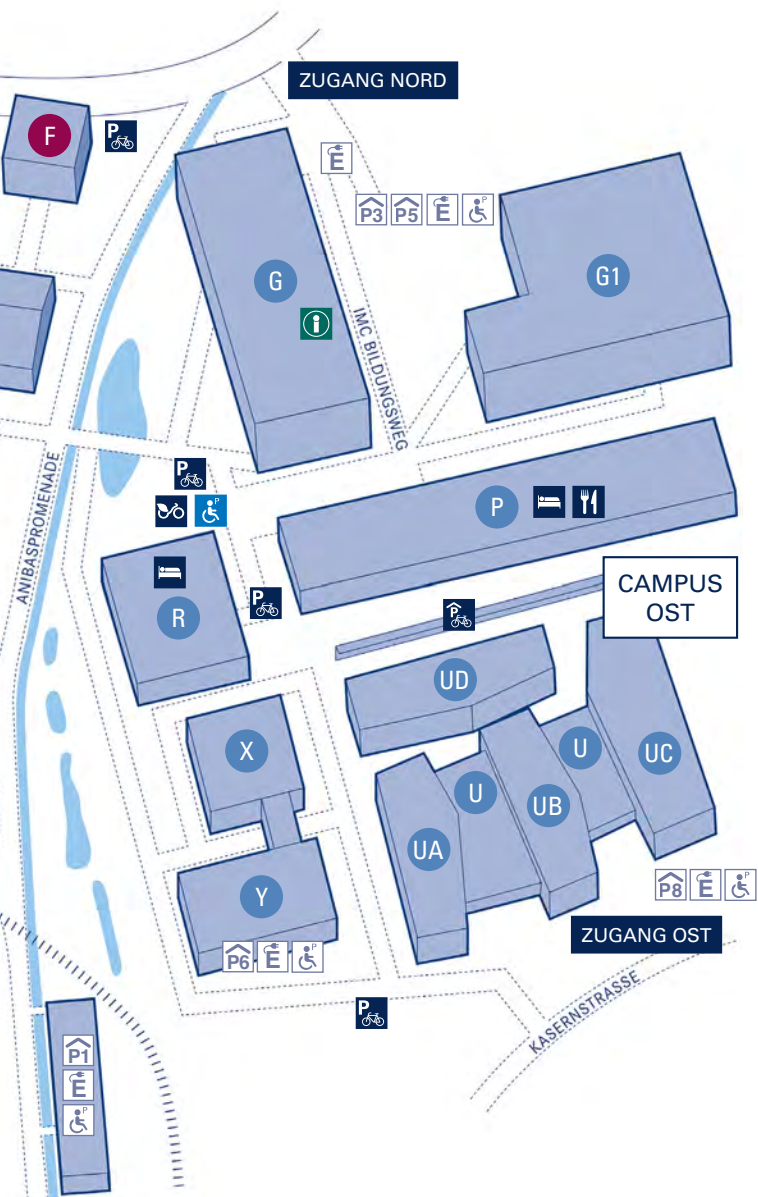 ZUGANG NORD
F
P
E
P3 P5 E P
G
G1
i
IMC BILDUNGSWEG
P
P
P
ANIBASPROMENADE
CAMPUS
OST
R
P
P
UD
X
U
U
UC
UB
UA
P8 E P
Y
ZUGANG OST
P6 E P
KASERNSTRASSE
P
P1
E
P